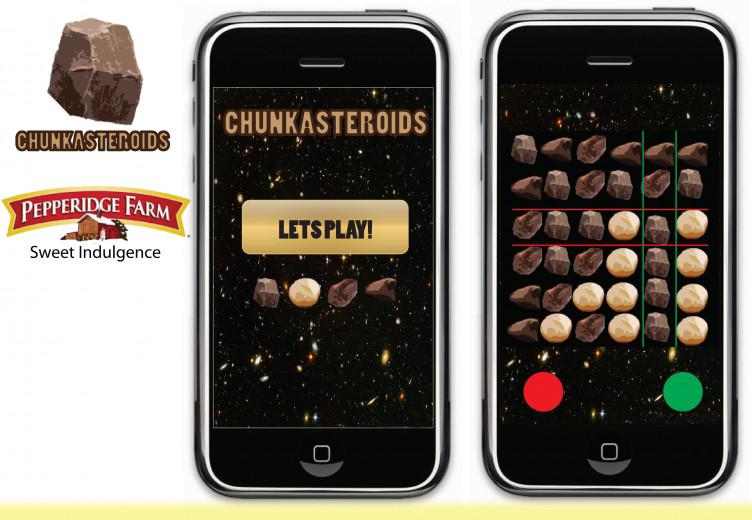 CHUNKASTEROIDS
PEPPERIDGE FARM
Sweet Indulgence
CHUNKASTEROIDS
LETS PLAY!